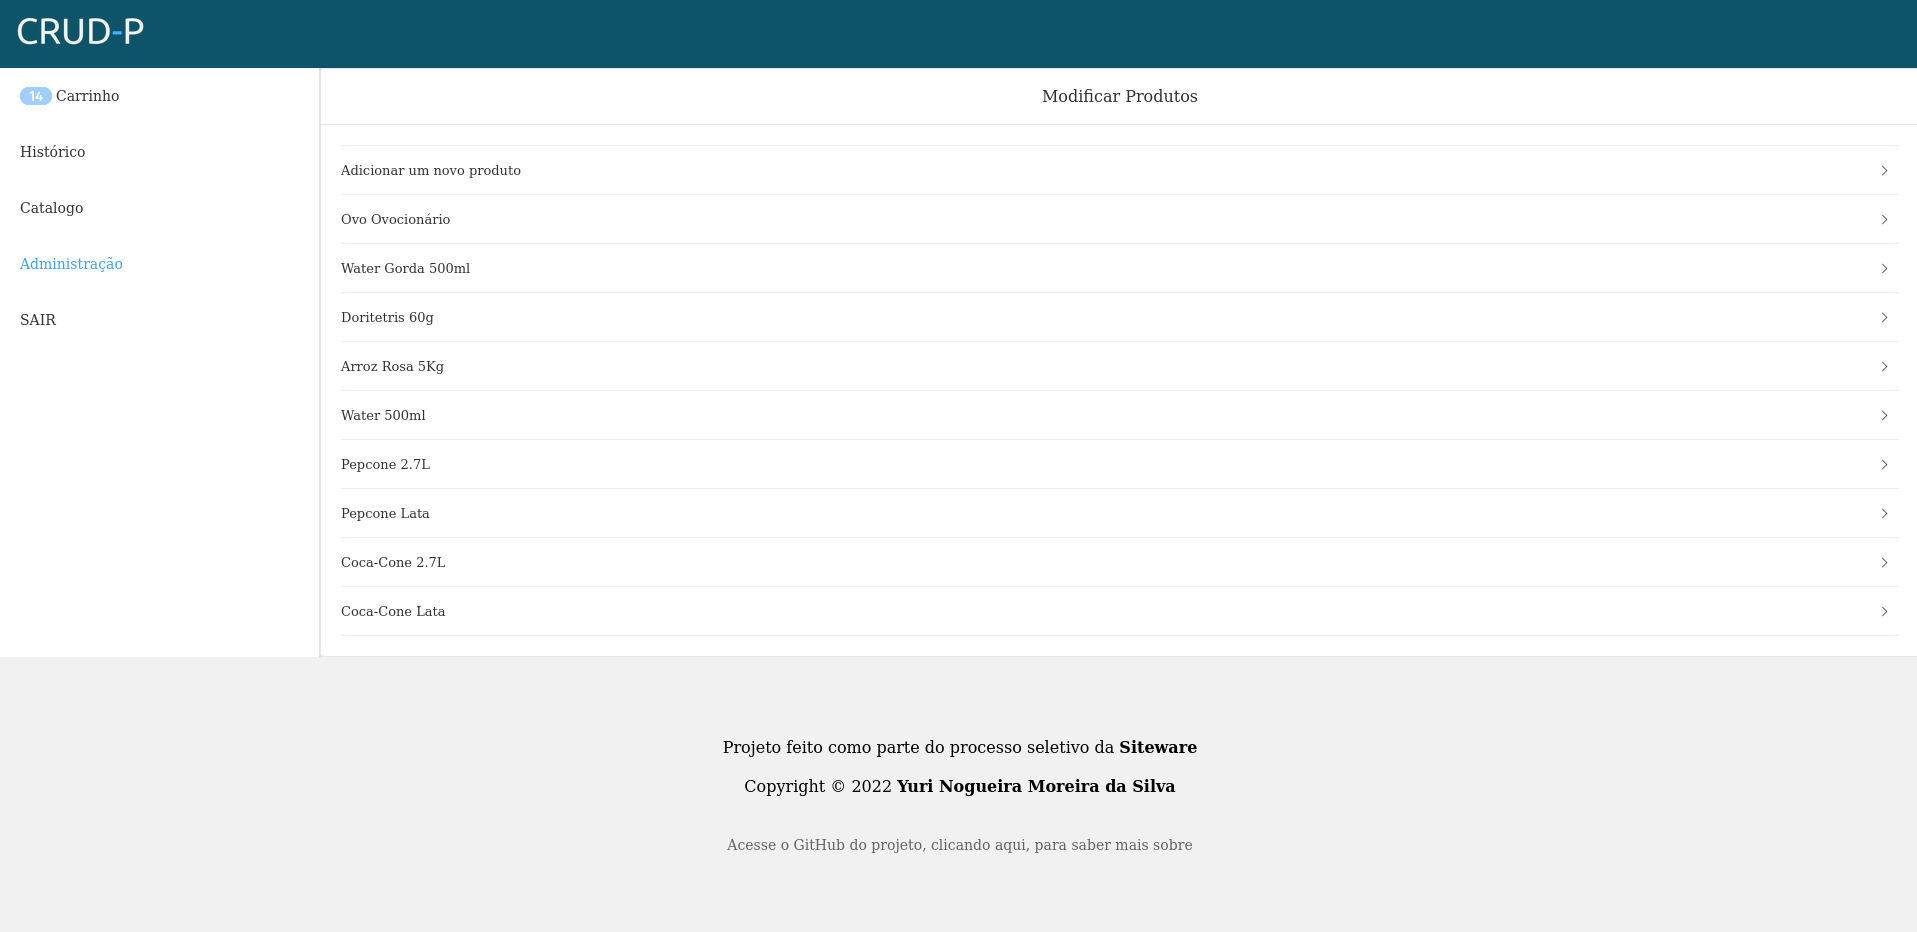 CRUD-P
14 Carrinho
Histórico
Catalogo
Administração
SAIR
Modificar Produtos
Adicionar um novo produto
Ovo Ovocionário
Water Gorda 500ml
Doritetris 60g
Arroz Rosa 5Kg
Water 500ml
Pepcone 2.7L
Pepcone Lata
Coca-Cone 2.7L
Coca-Cone Lata
Projeto feito como parte do processo seletivo da Siteware
Copyright © 2022 Yuri Nogueira Moreira da Silva
Acesse o GitHub do projeto, clicando aqui, para saber mais sobre